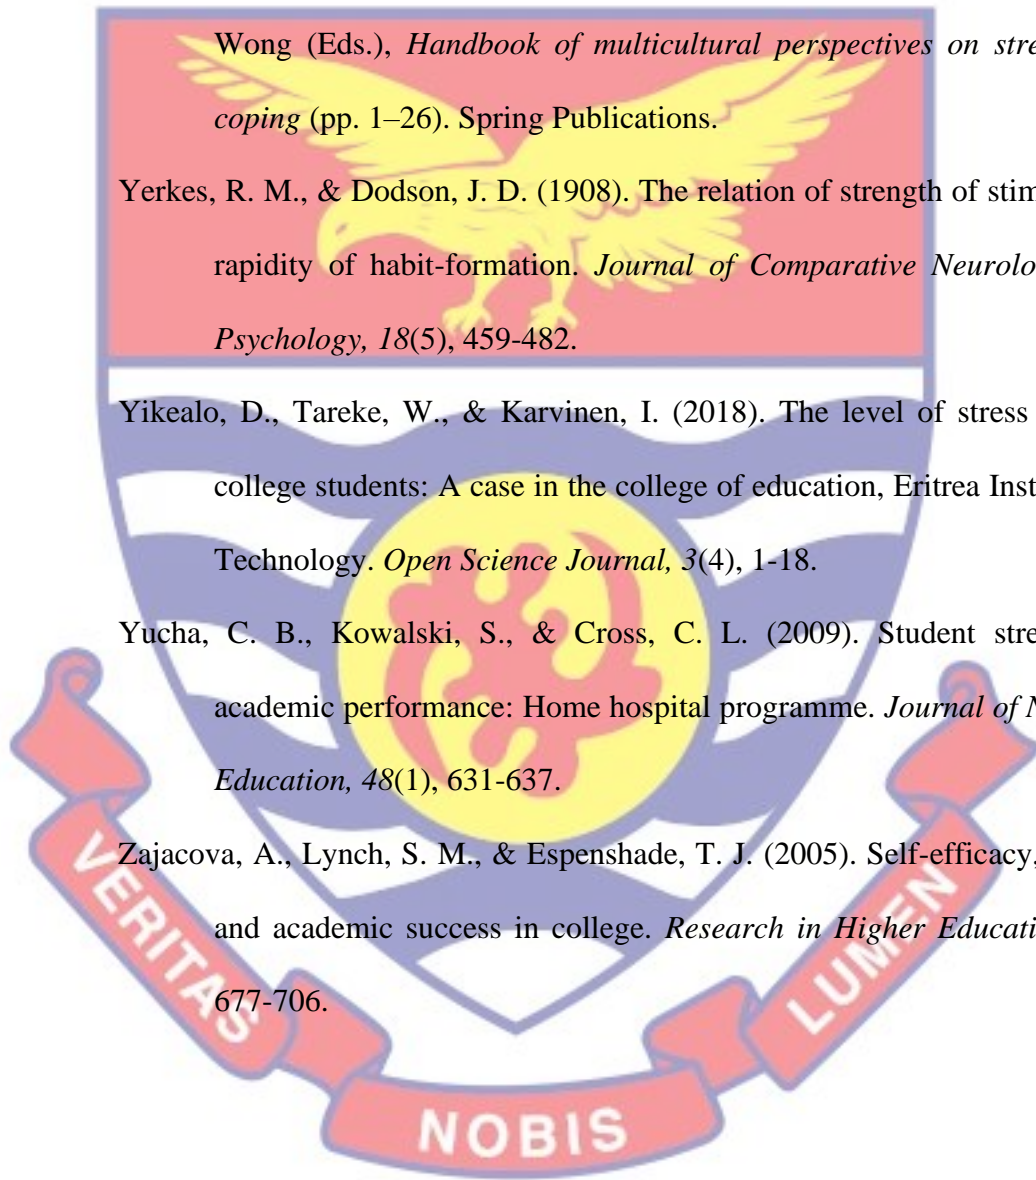 Wong (Eds.), Handbook of multicultural perspectives on stre
coping (pp. 1–26). Spring Publications.
Yerkes, R. M., & Dodson, J. D. (1908). The relation of strength of stim
rapidity of habit-formation. Journal of Comparative Neurolo
Psychology, 18(5), 459-482.
Yikealo, D., Tareke, W., & Karvinen, I. (2018). The level of stress
college students: A case in the college of education, Eritrea Inst
Technology. Open Science Journal, 3(4), 1-18.
Yucha, C. B., Kowalski, S., & Cross, C. L. (2009). Student stre
academic performance: Home hospital programme. Journal of N
Education, 48(1), 631-637.
Zajacova, A., Lynch, S. M., & Espenshade, T. J. (2005). Self-efficacy,
and academic success in college. Research in Higher Educati
677-706.
VERITAS
NOBIS
LUMEN